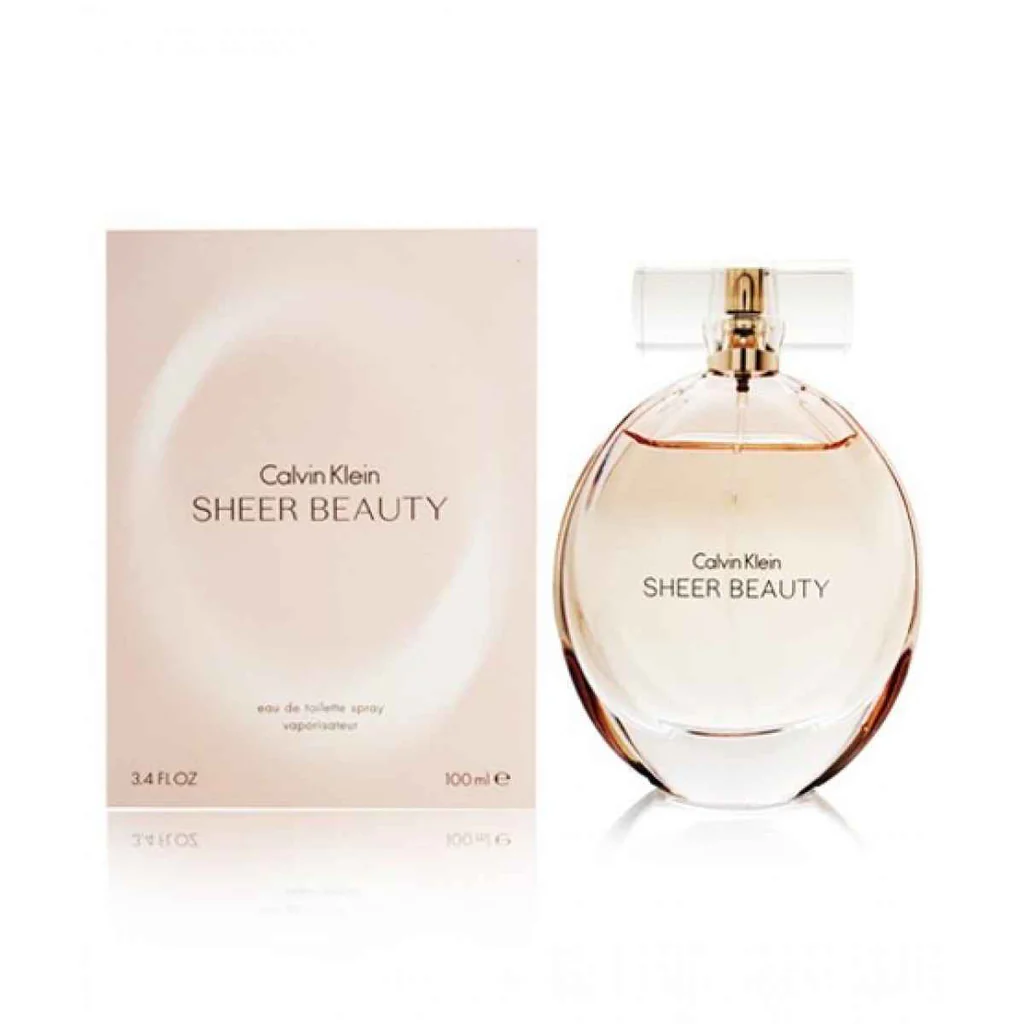 Calvin Klein
SHEER BEAUTY
eau de toilette spray
vaporisateur
3.4 FL OZ
100 ml ℮
Calvin Klein
SHEER BEAUTY